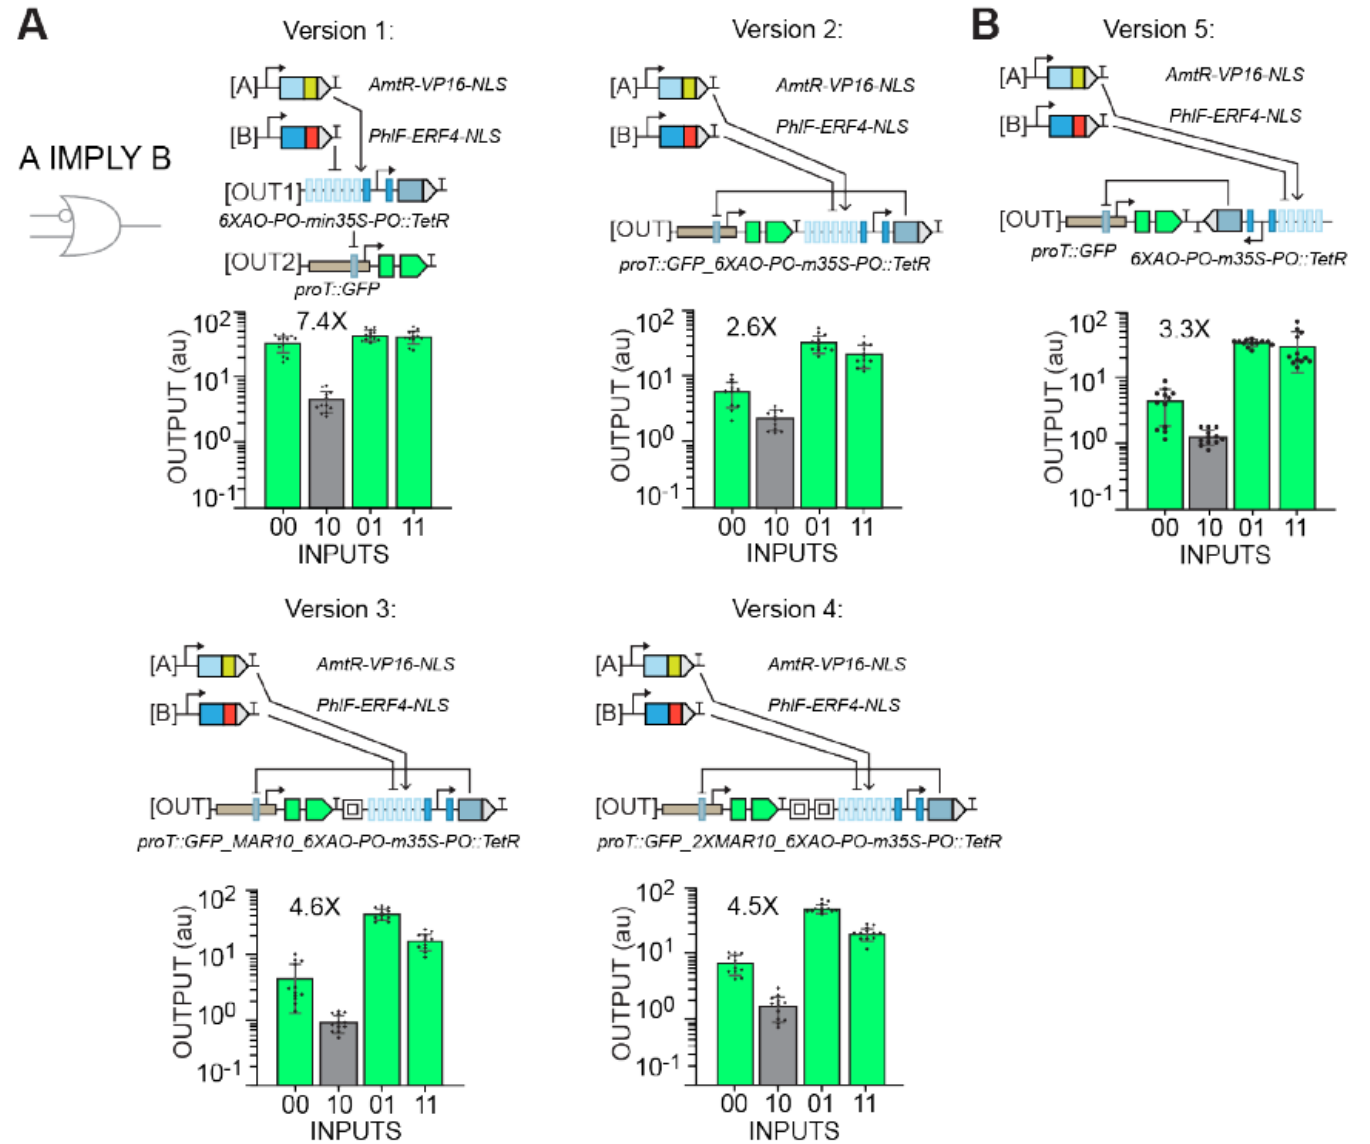 A
Version 1:
[A]
AmtR-VP16-NLS
[B]
PhlF-ERF4-NLS
A IMPLY B
[OUT1]
6XAO-PO-min35S-PO::TetR
[OUT2]
proT::GFP
7.4X
OUTPUT (au)
10²
10¹
10⁰
10⁻¹
00 10 01 11
INPUTS
Version 2:
[A]
AmtR-VP16-NLS
[B]
PhlF-ERF4-NLS
[OUT]
proT::GFP_6XAO-PO-m35S-PO::TetR
2.6X
OUTPUT (au)
10²
10¹
10⁰
10⁻¹
00 10 01 11
INPUTS
B
Version 5:
[A]
AmtR-VP16-NLS
[B]
PhlF-ERF4-NLS
[OUT]
proT::GFP
6XAO-PO-m35S-PO::TetR
3.3X
OUTPUT (au)
10²
10¹
10⁰
10⁻¹
00 10 01 11
INPUTS
Version 3:
[A]
AmtR-VP16-NLS
[B]
PhlF-ERF4-NLS
[OUT]
proT::GFP_MAR10_6XAO-PO-m35S-PO::TetR
4.6X
OUTPUT (au)
10²
10¹
10⁰
10⁻¹
00 10 01 11
INPUTS
Version 4:
[A]
AmtR-VP16-NLS
[B]
PhlF-ERF4-NLS
[OUT]
proT::GFP_2XMAR10_6XAO-PO-m35S-PO::TetR
4.5X
OUTPUT (au)
10²
10¹
10⁰
10⁻¹
00 10 01 11
INPUTS